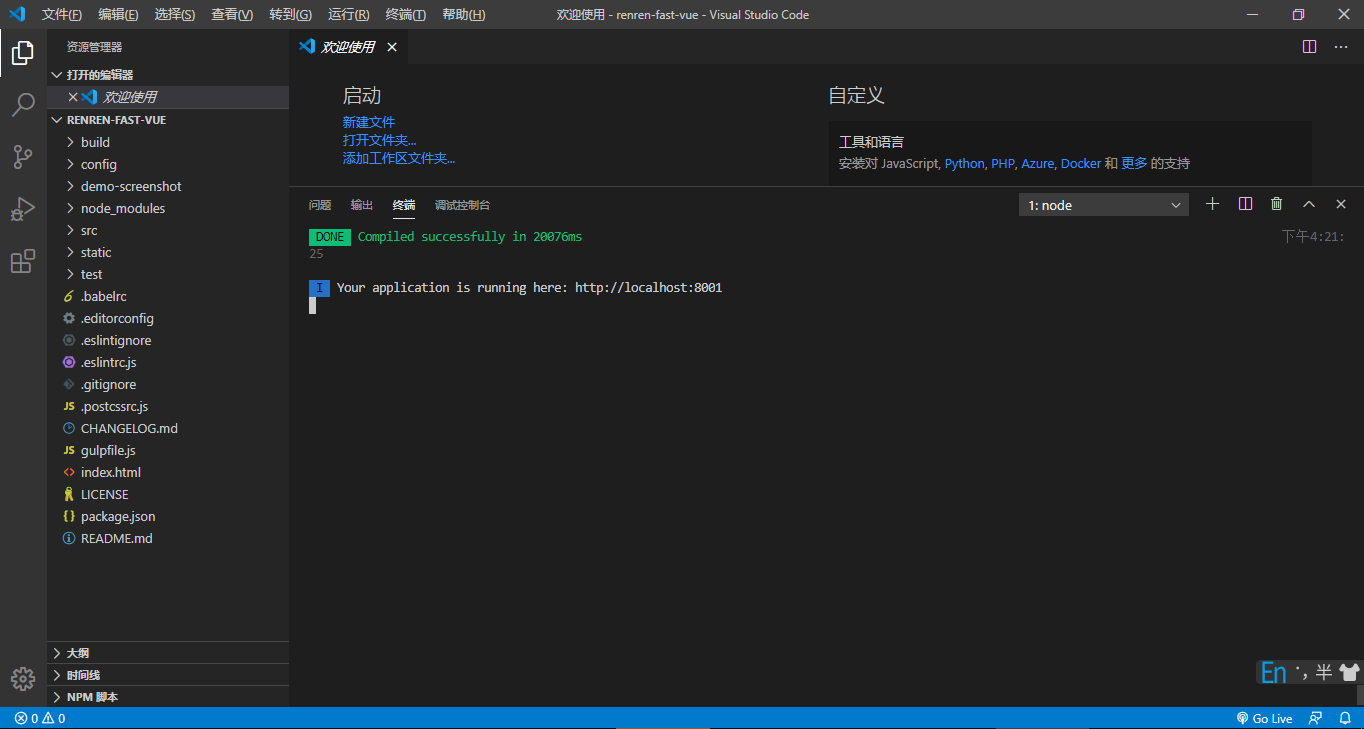 文件(F) 编辑(E) 选择(S) 查看(V) 转到(G) 运行(R) 终端(T) 帮助(H) 欢迎使用 - renren-fast-vue - Visual Studio Code
资源管理器
打开的编辑器
欢迎使用
RENREN-FAST-VUE
build
config
demo-screenshot
node_modules
src
static
test
.babelrc
.editorconfig
.eslintignore
.eslintrc.js
.gitignore
.postcssrc.js
CHANGELOG.md
gulpfile.js
index.html
LICENSE
package.json
README.md
大纲
时间线
NPM 脚本
欢迎使用
启动
新建文件
打开文件夹...
添加工作区文件夹...
自定义
工具和语言
安装对 JavaScript, Python, PHP, Azure, Docker 和 更多 的支持
问题 输出 终端 调试控制台 1: node
DONE Compiled successfully in 20076ms 下午4:21:
25
I Your application is running here: http://localhost:8001
En 半
0 0 Go Live